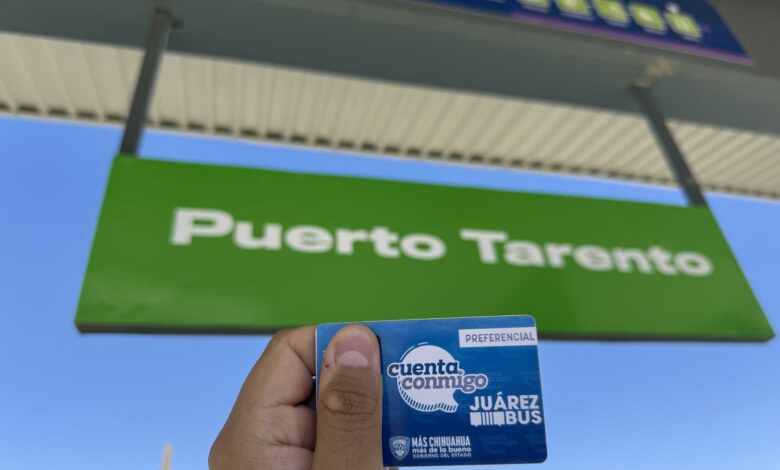 Puerto Tarento
PREFERENCIAL
cuenta
conmigo
JUÁREZ
BUS
MÁS CHIHUAHUA
más de lo bueno
GOBIERNO DEL ESTADO